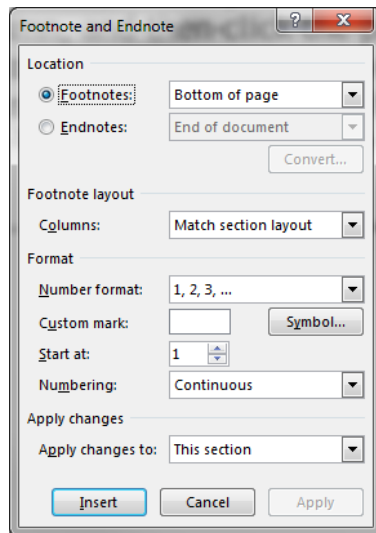 Footnote and Endnote
Location
Footnotes: Bottom of page
Endnotes: End of document
Convert...
Footnote layout
Columns: Match section layout
Format
Number format: 1, 2, 3, ...
Custom mark: Symbol...
Start at: 1
Numbering: Continuous
Apply changes
Apply changes to: This section
Insert Cancel Apply